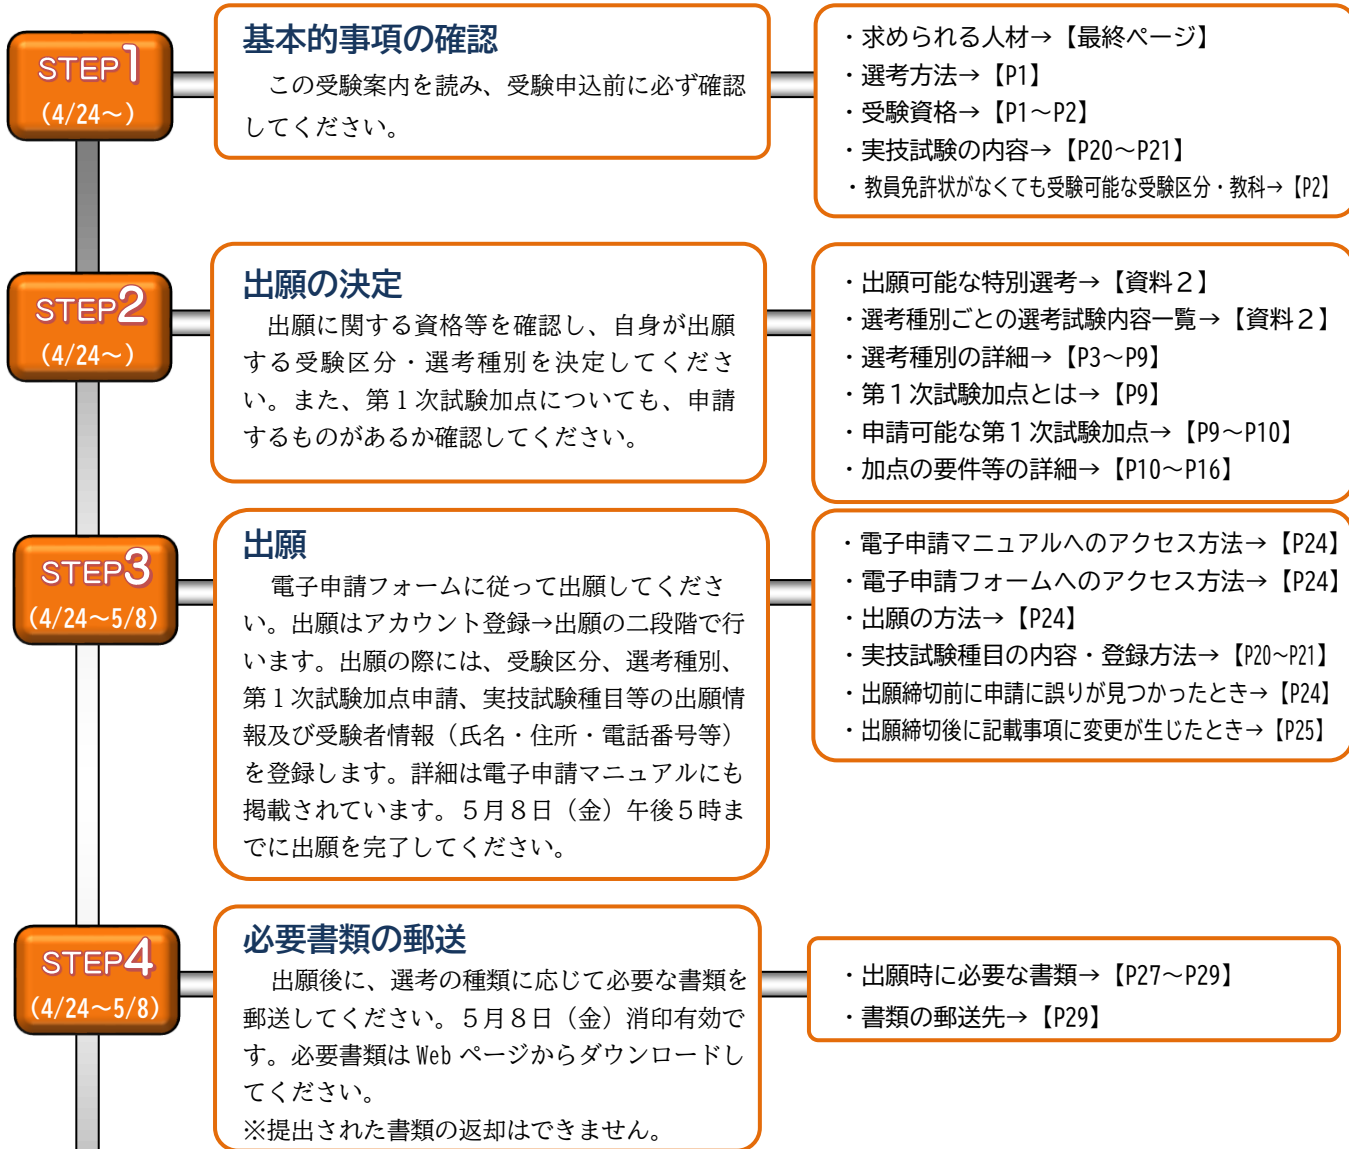 STEP1
(4/24～)
基本的事項の確認
この受験案内を読み、受験申込前に必ず確認
してください。
・求められる人材→【最終ページ】
・選考方法→【P1】
・受験資格→【P1～P2】
・実技試験の内容→【P20～P21】
・教員免許状がなくても受験可能な受験区分・教科→【P2】
STEP2
(4/24～)
出願の決定
出願に関する資格等を確認し、自身が出願
する受験区分・選考種別を決定してくださ
い。また、第１次試験加点についても、申請
するものがあるか確認してください。
・出願可能な特別選考→【資料２】
・選考種別ごとの選考試験内容一覧→【資料２】
・選考種別の詳細→【P3～P9】
・第１次試験加点とは→【P9】
・申請可能な第１次試験加点→【P9～P10】
・加点の要件等の詳細→【P10～P16】
STEP3
(4/24～5/8)
出願
電子申請フォームに従って出願してくださ
い。出願はアカウント登録→出願の二段階で行
います。出願の際には、受験区分、選考種別、
第１次試験加点申請、実技試験種目等の出願情
報及び受験者情報（氏名・住所・電話番号等）
を登録します。詳細は電子申請マニュアルにも
掲載されています。５月８日（金）午後５時ま
でに出願を完了してください。
・電子申請マニュアルへのアクセス方法→【P24】
・電子申請フォームへのアクセス方法→【P24】
・出願の方法→【P24】
・実技試験種目の内容・登録方法→【P20～P21】
・出願締切前に申請に誤りが見つかったとき→【P24】
・出願締切後に記載事項に変更が生じたとき→【P25】
STEP4
(4/24～5/8)
必要書類の郵送
出願後に、選考の種類に応じて必要な書類を
郵送してください。５月８日（金）消印有効で
す。必要書類は Web ページからダウンロードし
てください。
※提出された書類の返却はできません。
・出願時に必要な書類→【P27～P29】
・書類の郵送先→【P29】